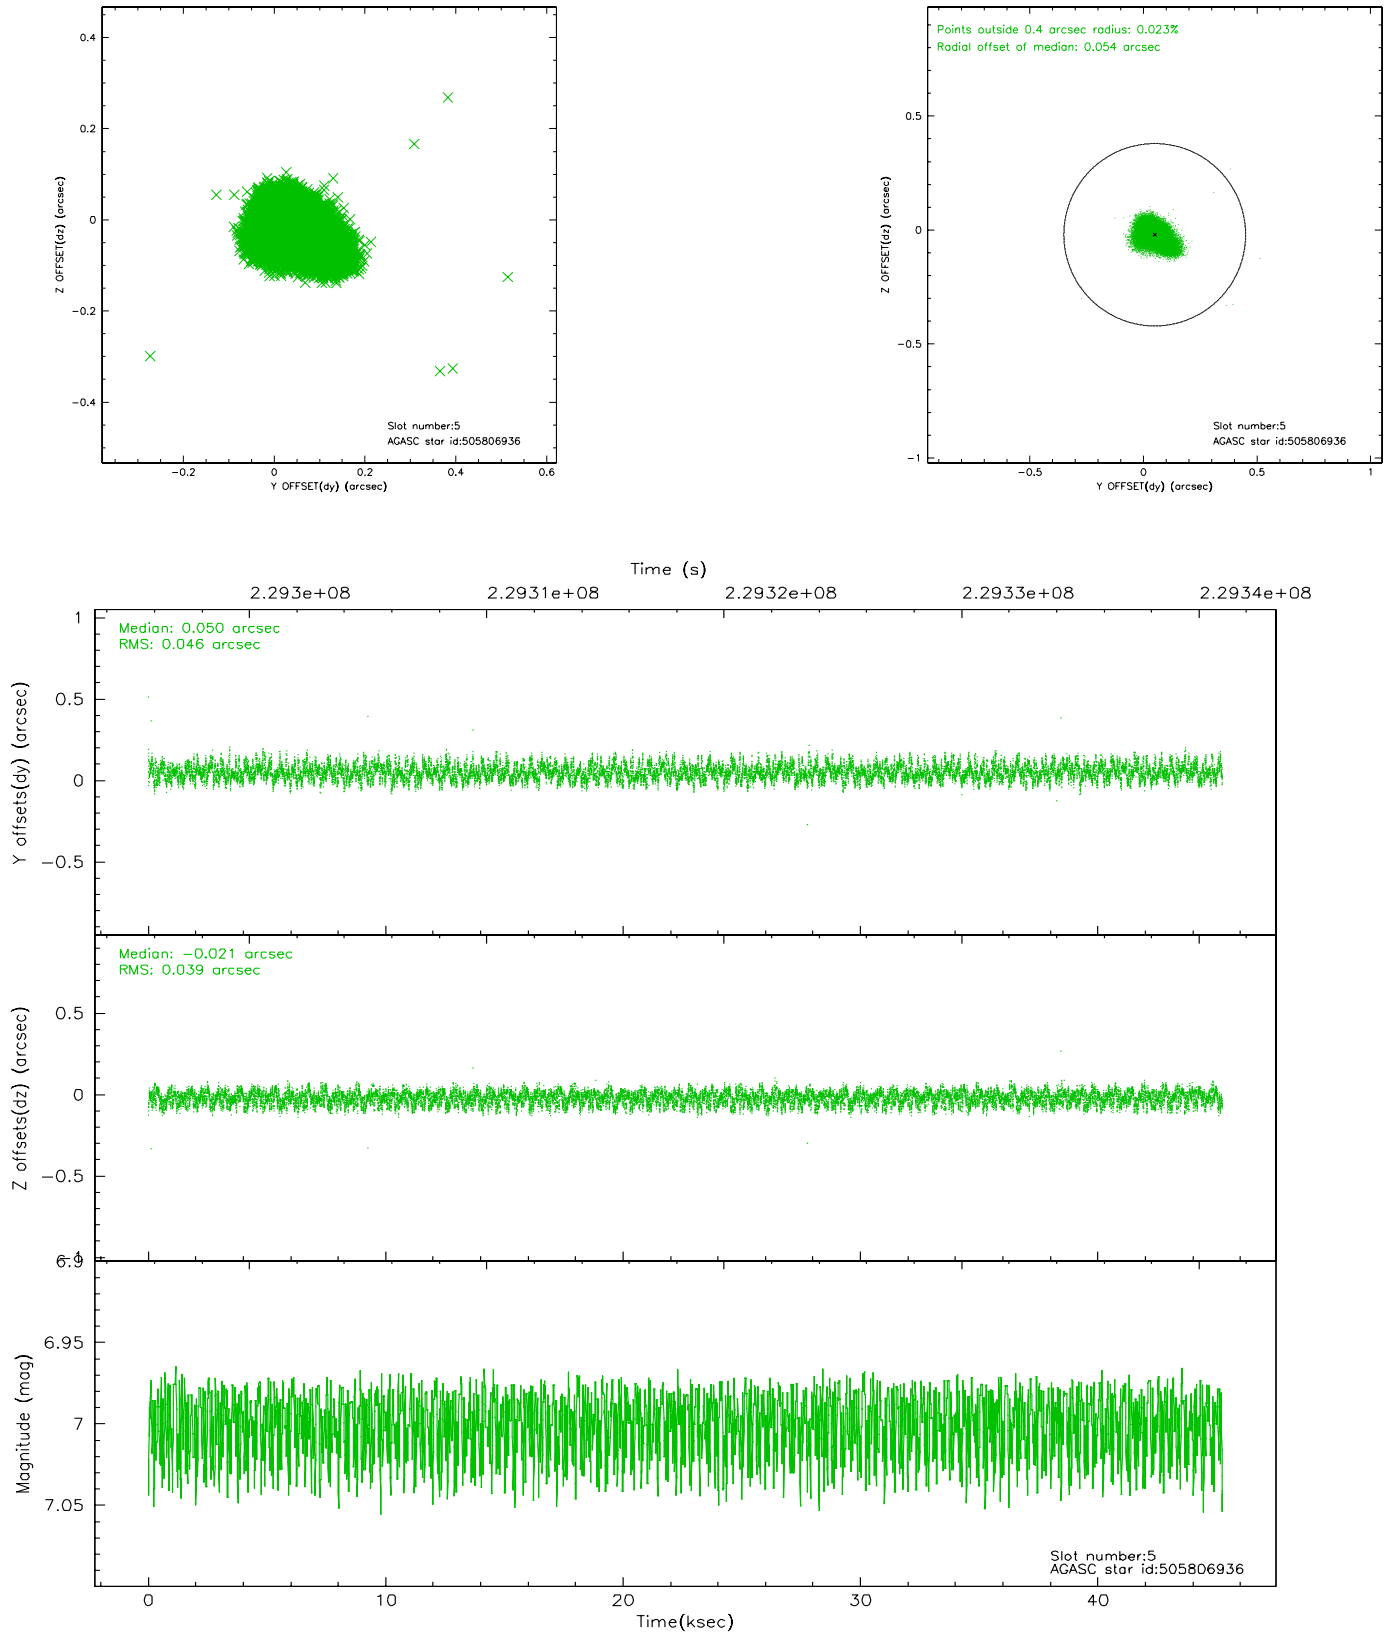 0.4
0.2
0
−0.2
−0.4
Z OFFSET(dz) (arcsec)
Slot number:5
AGASC star id:505806936
−0.2 0 0.2 0.4 0.6
Y OFFSET(dy) (arcsec)
Points outside 0.4 arcsec radius: 0.023%
Radial offset of median: 0.054 arcsec
0.5
0
−0.5
−1
Z OFFSET(dz) (arcsec)
Slot number:5
AGASC star id:505806936
−0.5 0 0.5 1
Y OFFSET(dy) (arcsec)
Time (s)
2.293e+08 2.2931e+08 2.2932e+08 2.2933e+08 2.2934e+08
Median: 0.050 arcsec
RMS: 0.046 arcsec
1
0.5
0
−0.5
Y offsets(dy) (arcsec)
Median: −0.021 arcsec
RMS: 0.039 arcsec
0.5
0
−0.5
−1
Z offsets(dz) (arcsec)
6.9
6.95
7
7.05
Magnitude (mag)
Slot number:5
AGASC star id:505806936
0 10 20 30 40
Time(ksec)